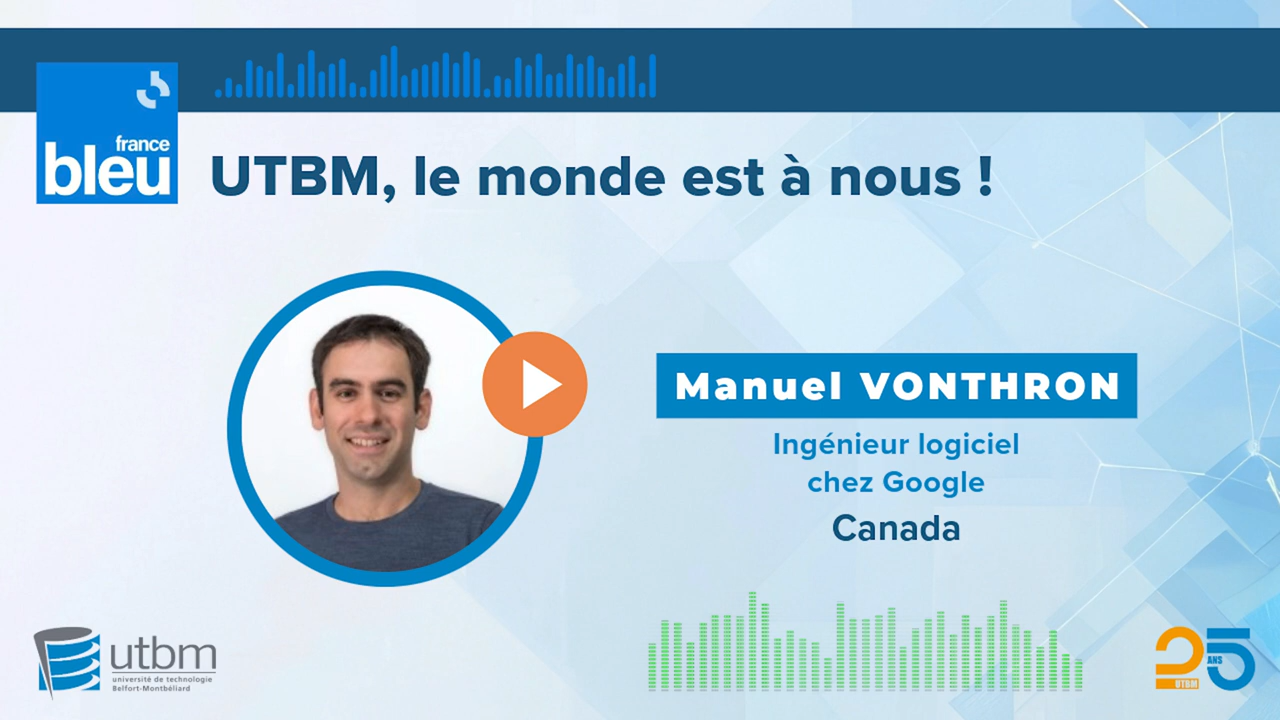 france
bleu
UTBM, le monde est à nous !
Manuel VONTHRON
Ingénieur logiciel
chez Google
Canada
utbm
université de technologie
Belfort-Montbéliard
25
ANS
UTBM